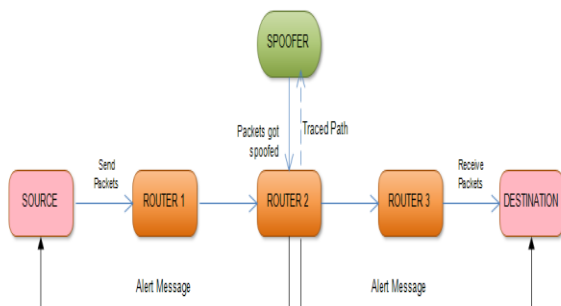 SPOOFER
Packets got
spoofed
Traced Path
Send
Packets
Receive
Packets
SOURCE
ROUTER 1
ROUTER 2
ROUTER 3
DESTINATION
Alert Message
Alert Message